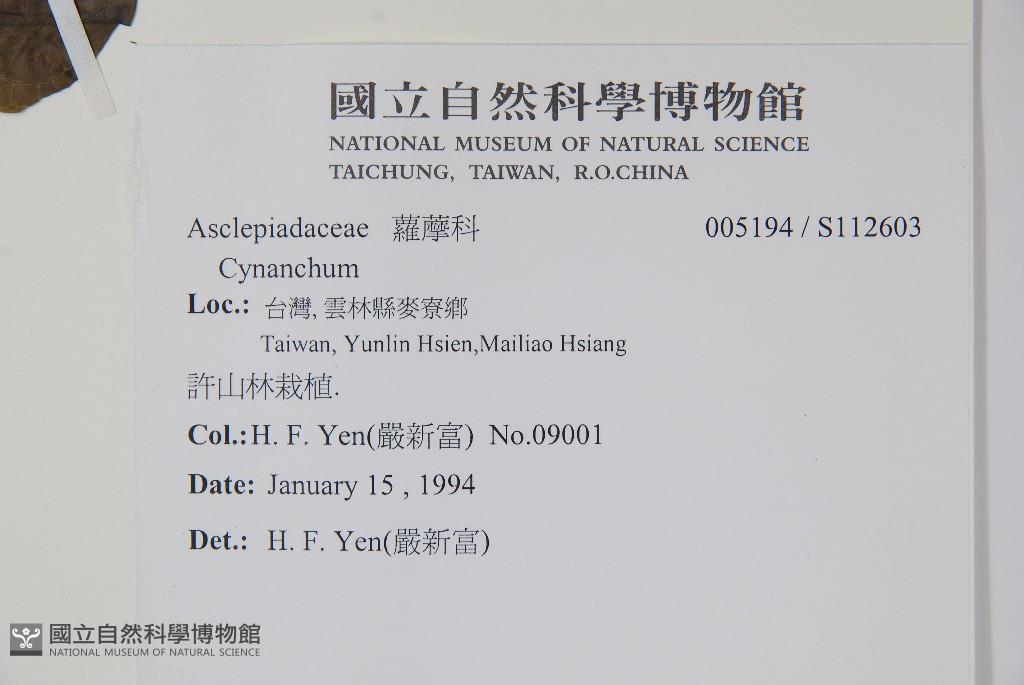 國立自然科學博物館
NATIONAL MUSEUM OF NATURAL SCIENCE
TAICHUNG, TAIWAN, R.O.CHINA
Asclepiadaceae 蘿藦科 005194 / S112603
Cynanchum
Loc.: 台灣, 雲林縣麥寮鄉
Taiwan, Yunlin Hsien,Mailiao Hsiang
許山林栽植.
Col.:H. F. Yen(嚴新富) No.09001
Date: January 15 , 1994
Det.: H. F. Yen(嚴新富)
國立自然科學博物館
NATIONAL MUSEUM OF NATURAL SCIENCE